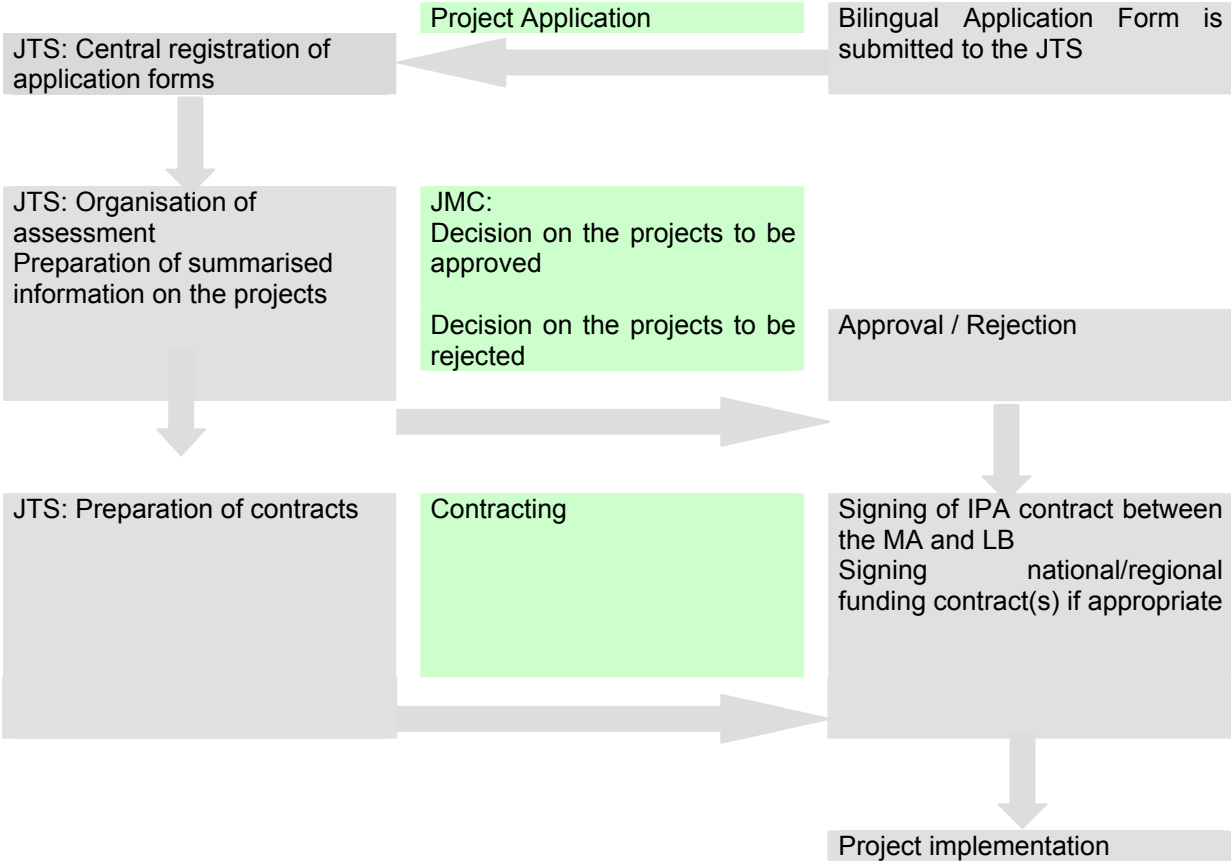 Project Application
Bilingual Application Form is
submitted to the JTS
JTS: Central registration of
application forms
JTS: Organisation of
assessment
Preparation of summarised
information on the projects
JMC:
Decision on the projects to be
approved
Decision on the projects to be
rejected
Approval / Rejection
JTS: Preparation of contracts
Contracting
Signing of IPA contract between
the MA and LB
Signing national/regional
funding contract(s) if appropriate
Project implementation